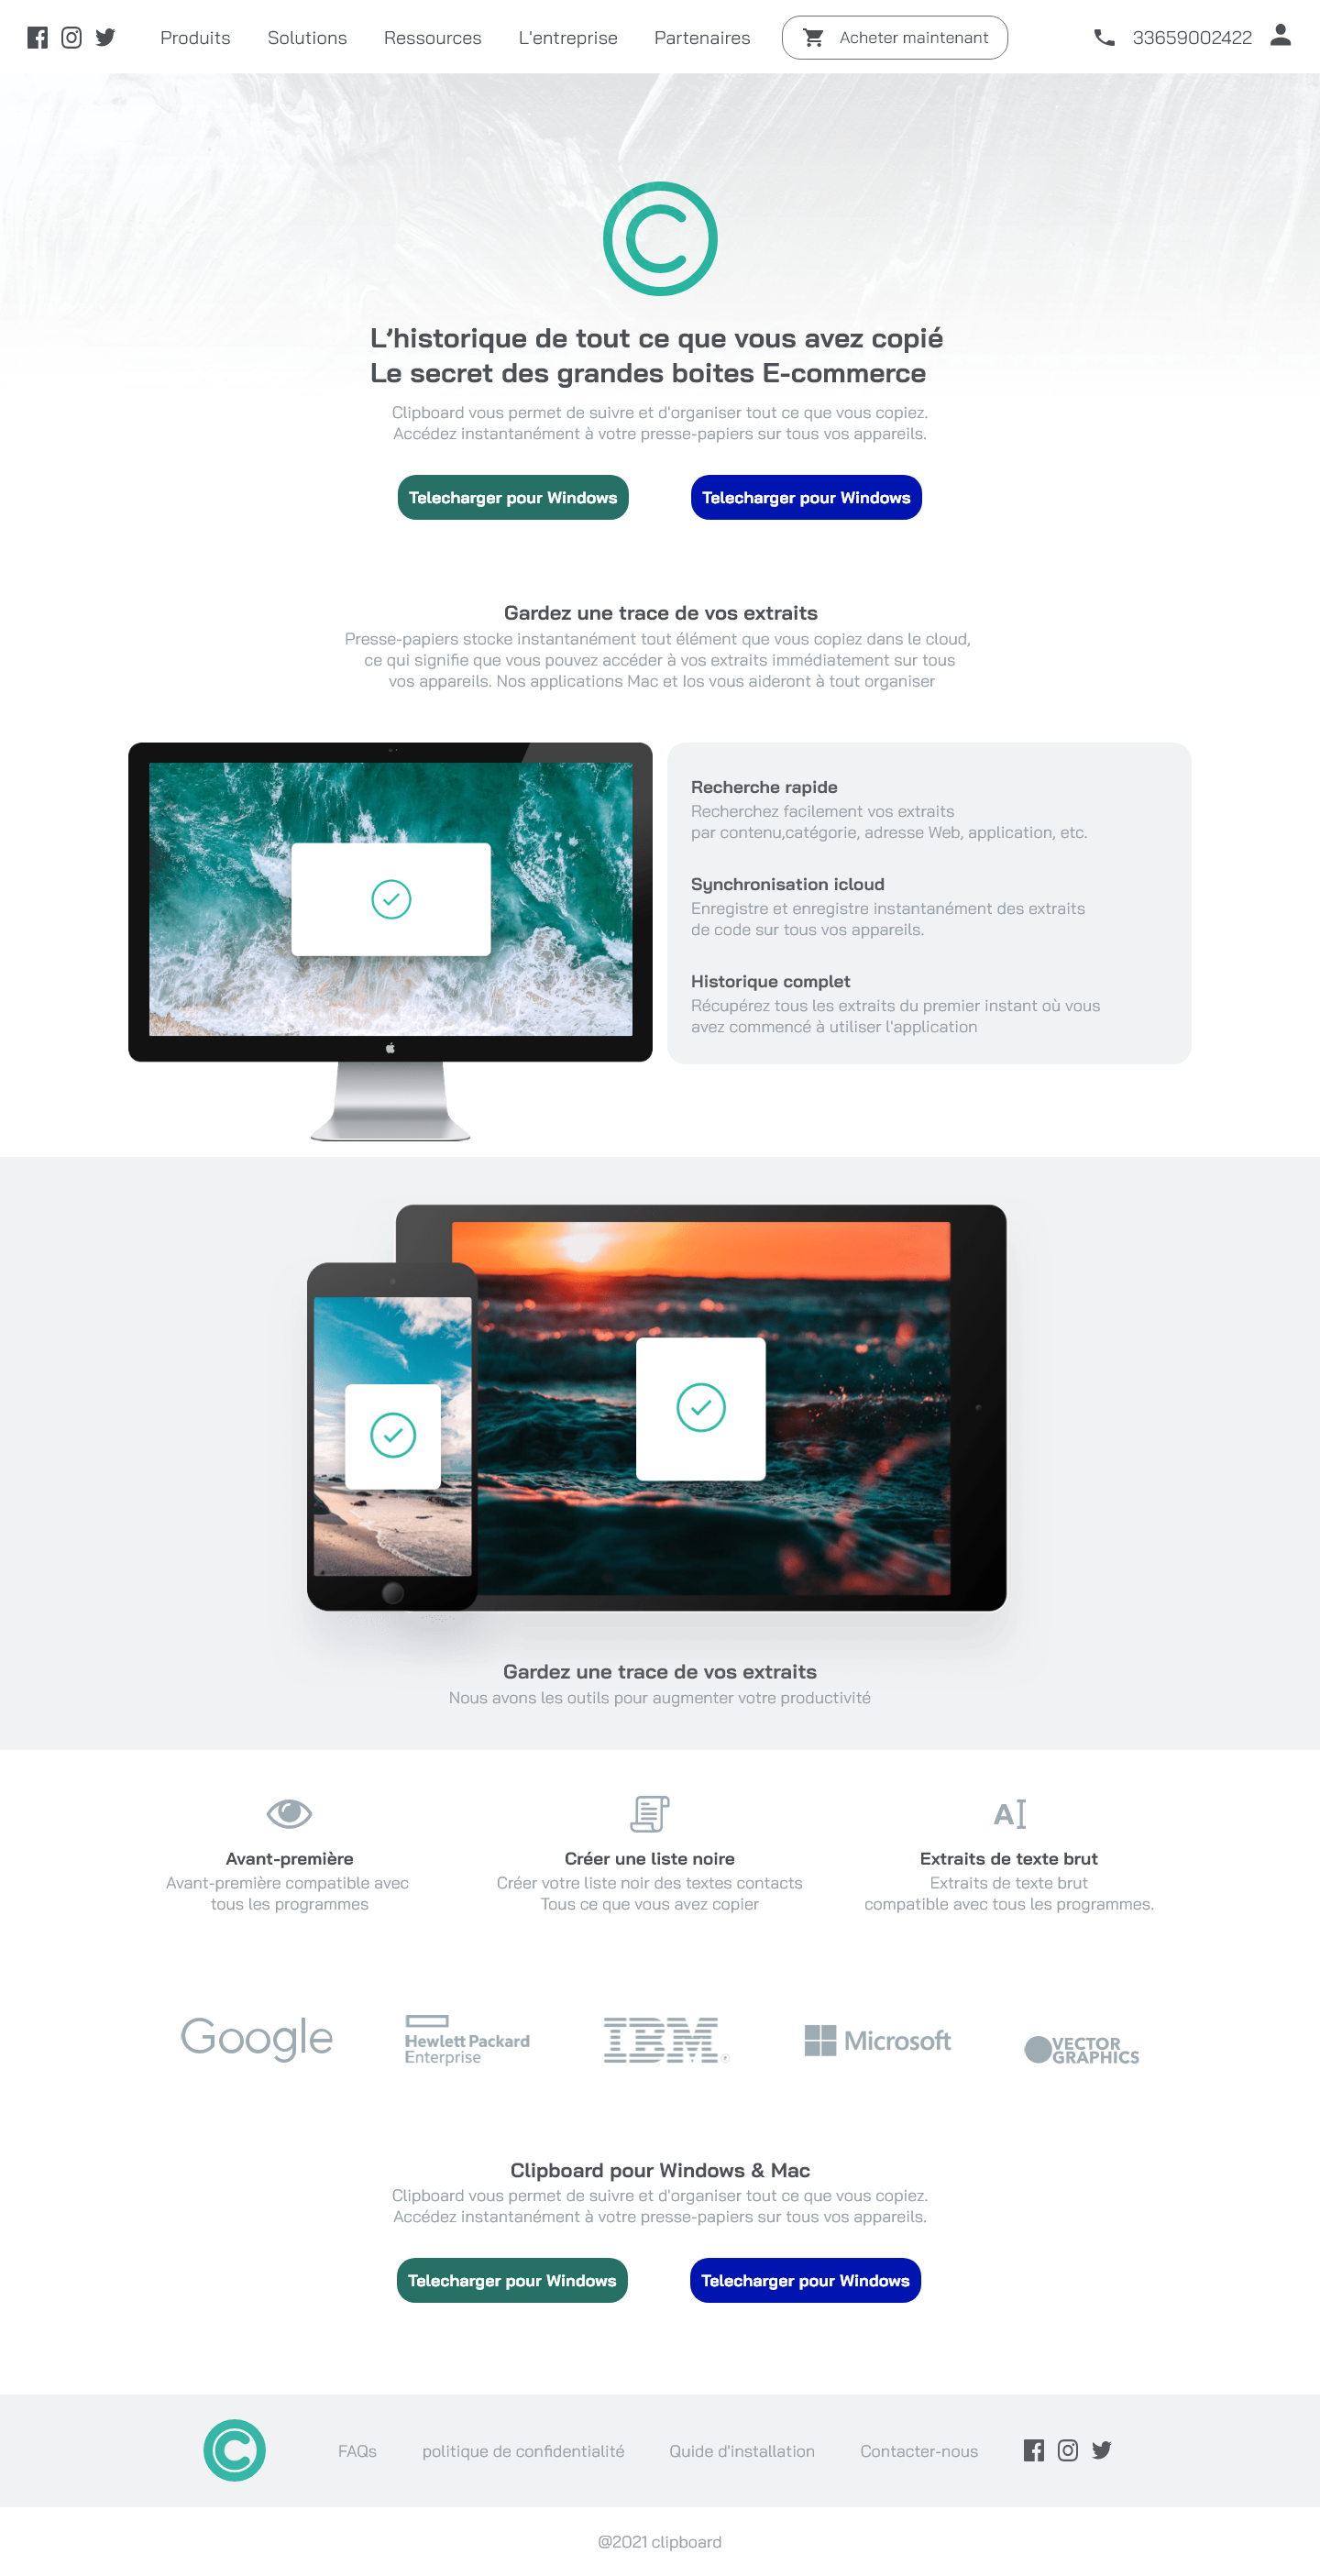 Produits
Solutions
Ressources
L'entreprise
Partenaires
Acheter maintenant
33659002422
L'historique de tout ce que vous avez copié
Le secret des grandes boites E-commerce
Clipboard vous permet de suivre et d'organiser tout ce que vous copiez.
Accédez instantanément à votre presse-papiers sur tous vos appareils.
Telecharger pour Windows
Telecharger pour Windows
Gardez une trace de vos extraits
Presse-papiers stocke instantanément tout élément que vous copiez dans le cloud,
ce qui signifie que vous pouvez accéder à vos extraits immédiatement sur tous
vos appareils. Nos applications Mac et Ios vous aideront à tout organiser
Recherche rapide
Recherchez facilement vos extraits
par contenu,catégorie, adresse Web, application, etc.
Synchronisation icloud
Enregistre et enregistre instantanément des extraits
de code sur tous vos appareils.
Historique complet
Récupérez tous les extraits du premier instant où vous
avez commencé à utiliser l'application
Gardez une trace de vos extraits
Nous avons les outils pour augmenter votre productivité
Avant-première
Avant-première compatible avec
tous les programmes
Créer une liste noire
Créer votre liste noir des textes contacts
Tous ce que vous avez copier
Extraits de texte brut
Extraits de texte brut
compatible avec tous les programmes.
Google
Hewlett Packard
Enterprise
IBM
Microsoft
VECTOR
GRAPHICS
Clipboard pour Windows & Mac
Clipboard vous permet de suivre et d'organiser tout ce que vous copiez.
Accédez instantanément à votre presse-papiers sur tous vos appareils.
Telecharger pour Windows
Telecharger pour Windows
FAQs
politique de confidentialité
Quide d'installation
Contacter-nous
@2021 clipboard